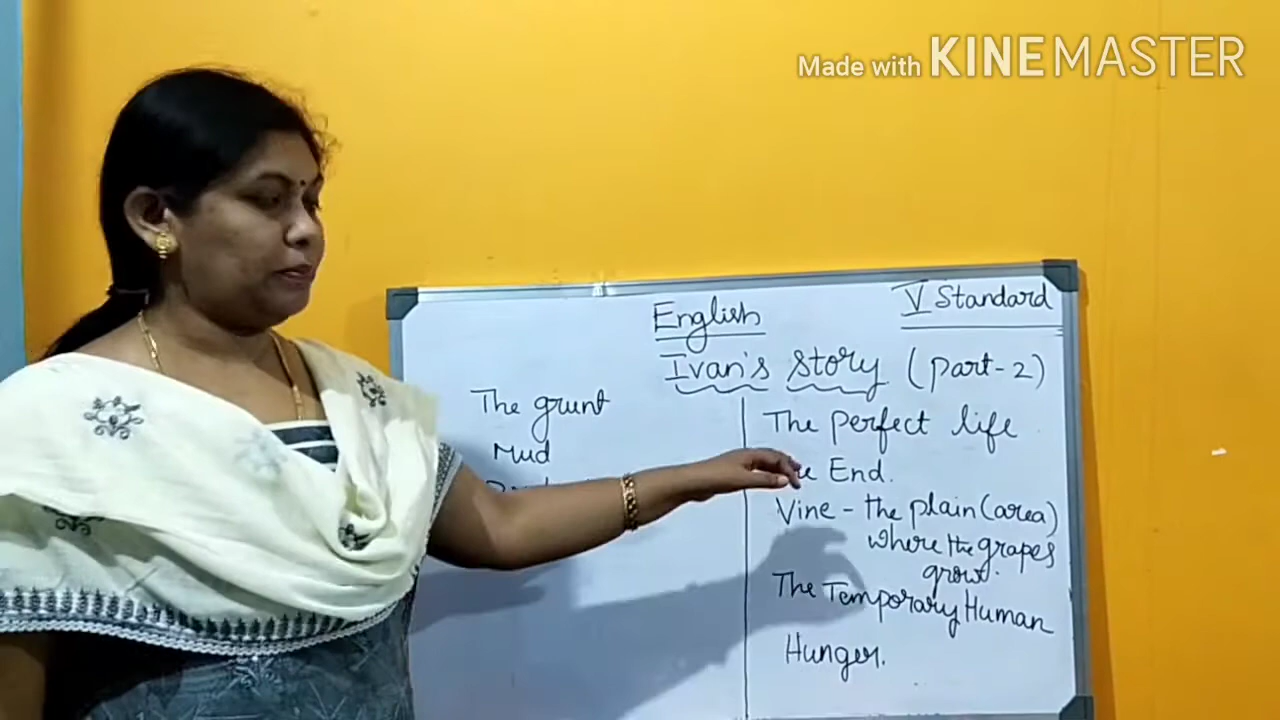 Made with KINEMASTER
English
V Standard
Ivan's Story (part-2)
The grunt
Mud
The Perfect life
End.
Vine - the plain (area)
where the grapes
grow.
The Temporary Human
Hunger.